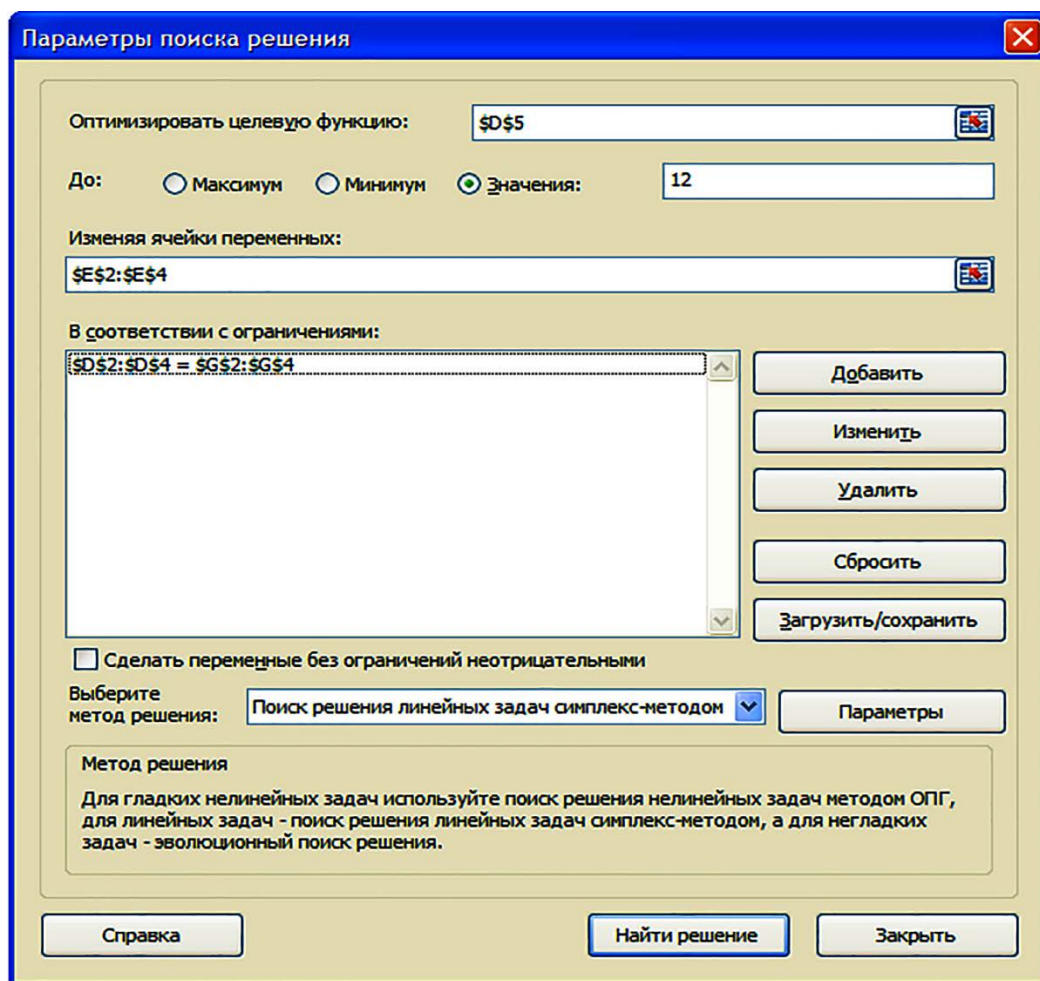 Параметры поиска решения
Оптимизировать целевую функцию: $D$5
До: Максимум Минимум Значения: 12
Изменяя ячейки переменных:
$E$2:$E$4
В соответствии с ограничениями:
$D$2:$D$4 = $G$2:$G$4
Добавить
Изменить
Удалить
Сбросить
Загрузить/сохранить
Сделать переменные без ограничений неотрицательными
Выберите
метод решения: Поиск решения линейных задач симплекс-методом Параметры
Метод решения
Для гладких нелинейных задач используйте поиск решения нелинейных задач методом ОПГ,
для линейных задач - поиск решения линейных задач симплекс-методом, а для негладких
задач - эволюционный поиск решения.
Справка Найти решение Закрыть